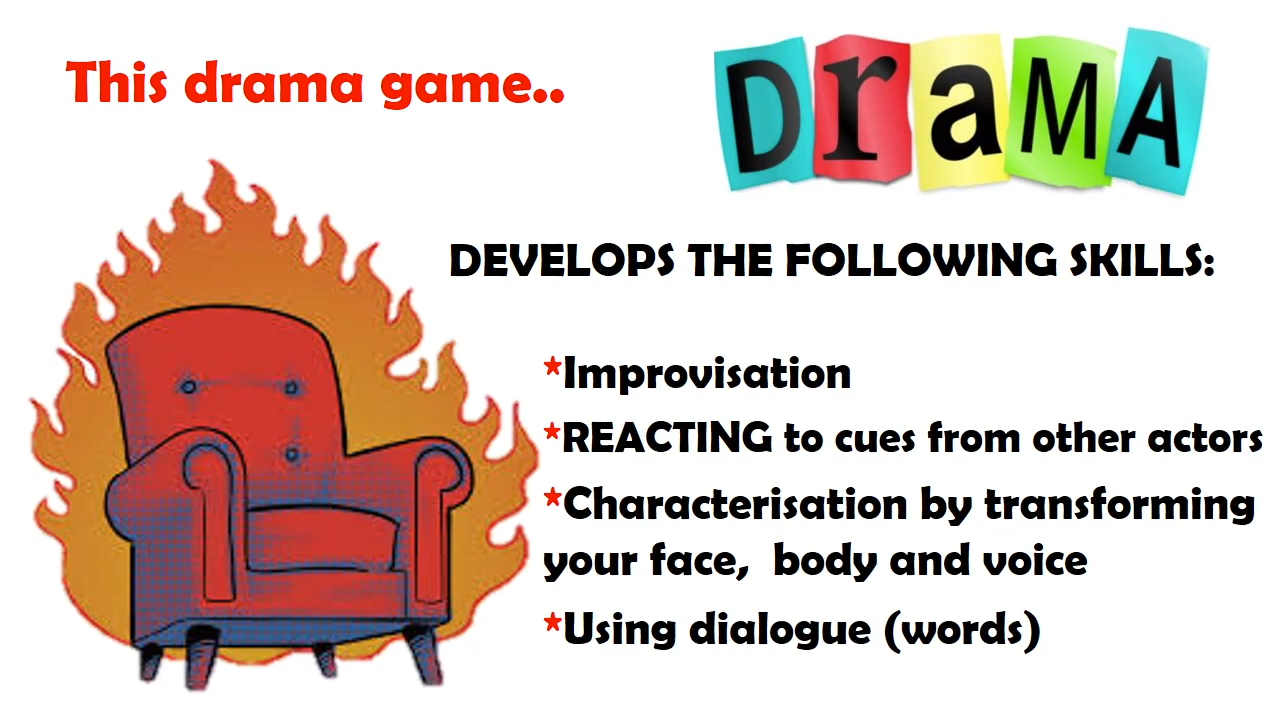 This drama game..
DraMA
DEVELOPS THE FOLLOWING SKILLS:
*Improvisation
*REACTING to cues from other actors
*Characterisation by transforming
your face,  body and voice
*Using dialogue (words)